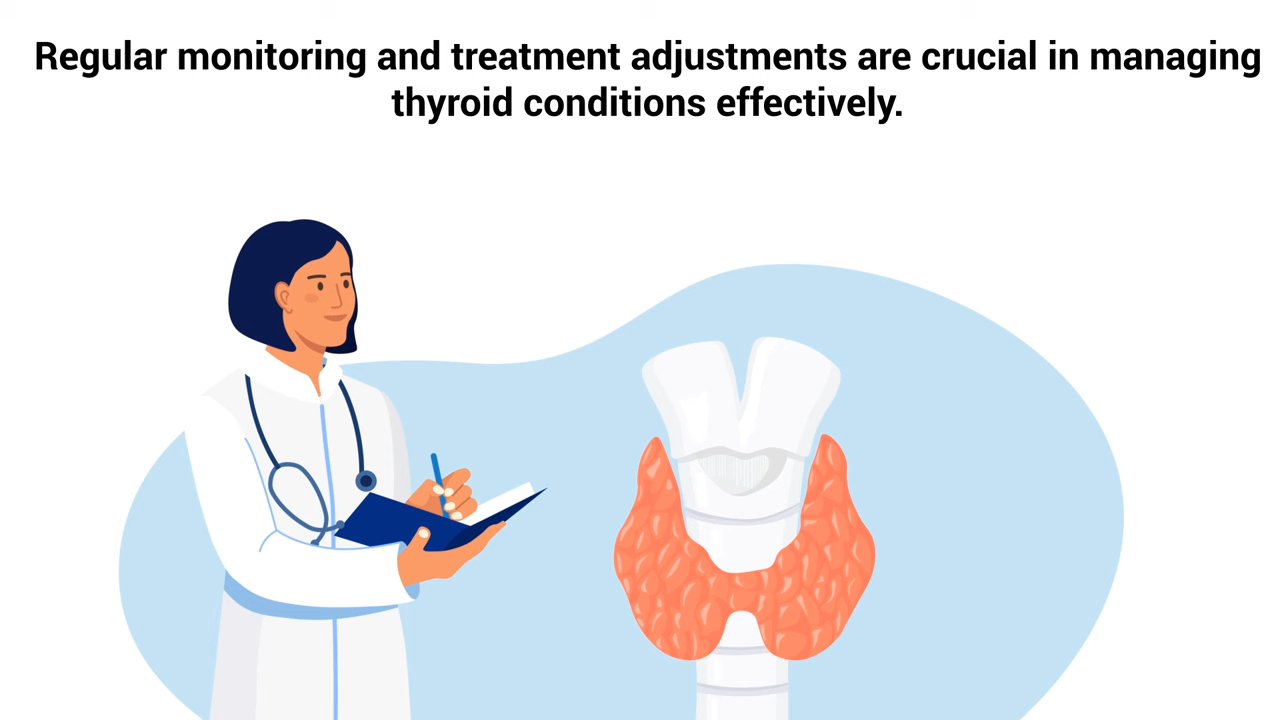 Regular monitoring and treatment adjustments are crucial in managing
thyroid conditions effectively.